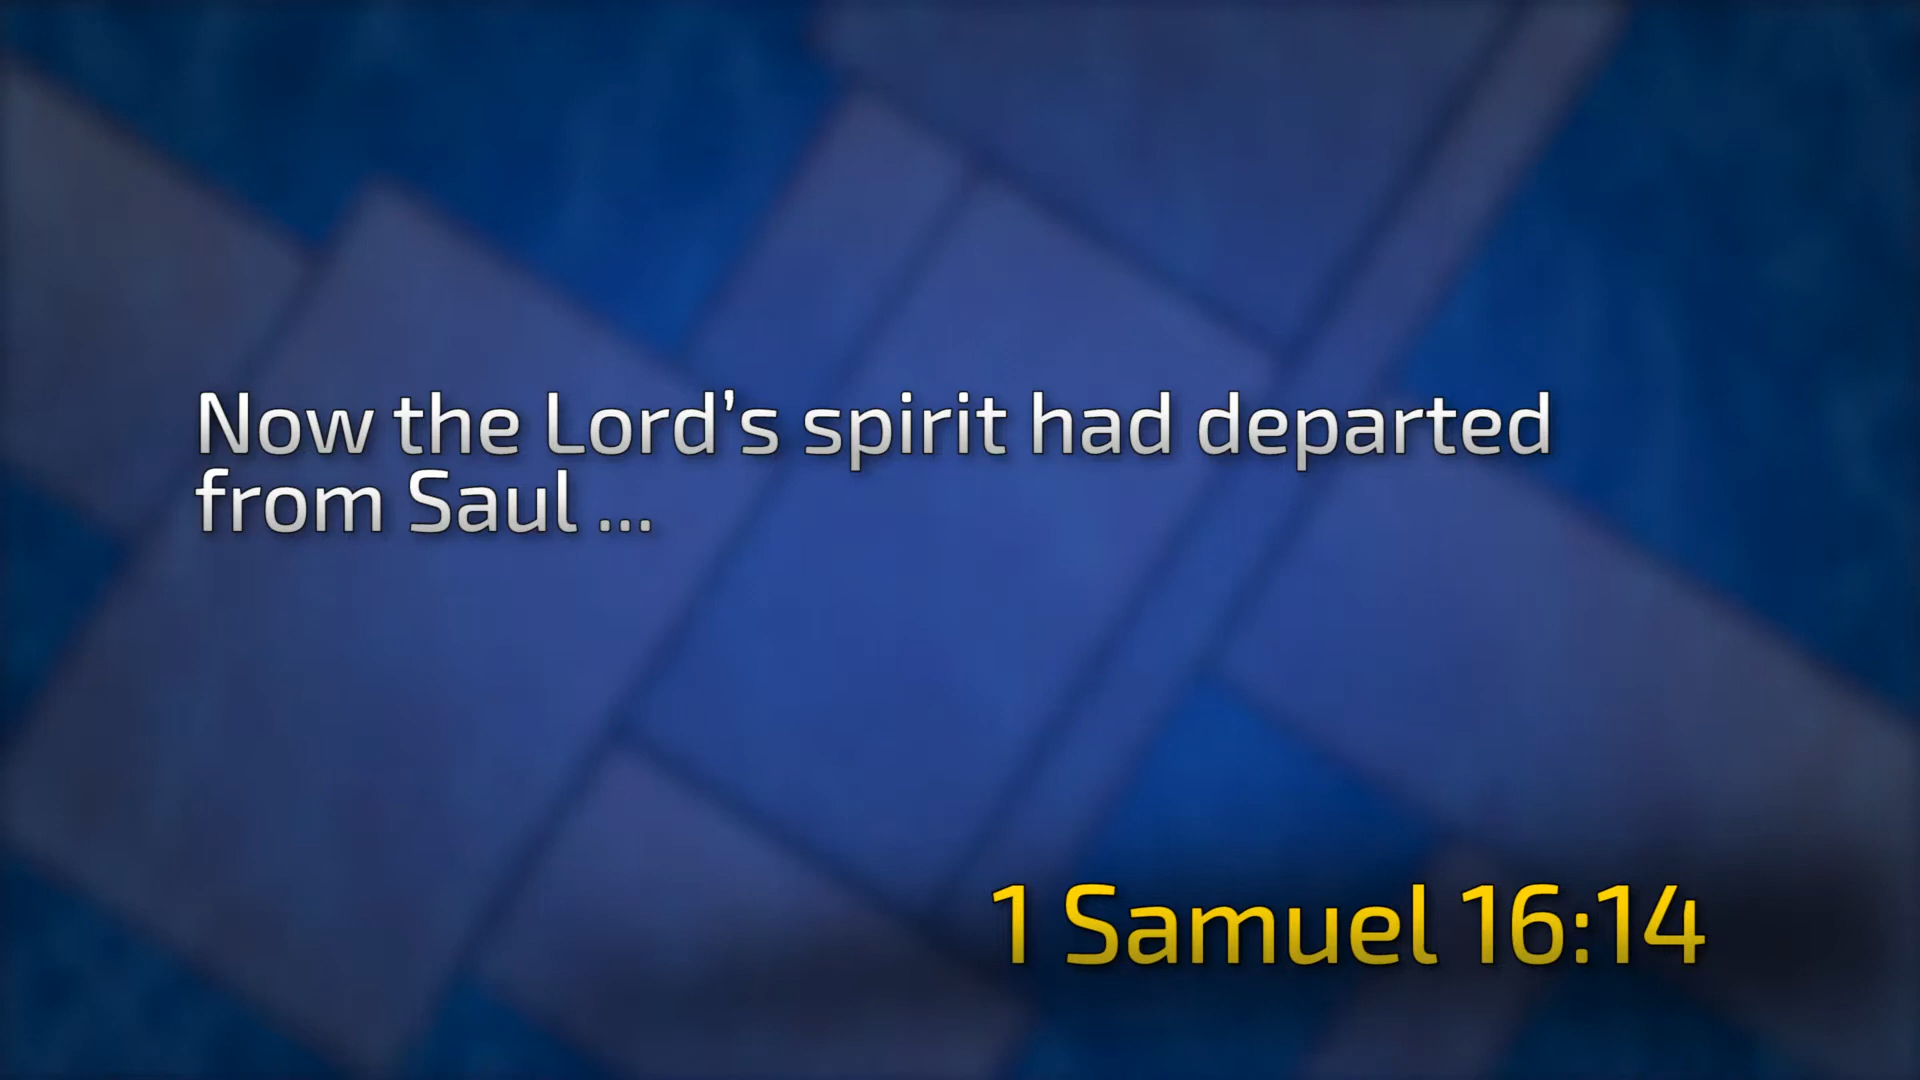 Now the Lord’s spirit had departed
from Saul ...
1 Samuel 16:14